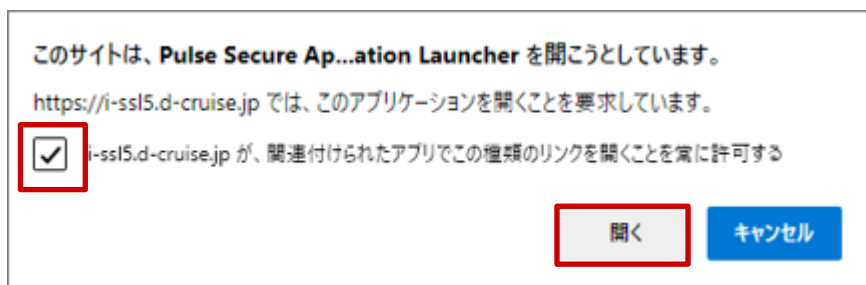 このサイトは、Pulse Secure Ap...ation Launcher を開こうとしています。
https://i-ssl5.d-cruise.jp では、このアプリケーションを開くことを要求しています。
i-ssl5.d-cruise.jp が、関連付けられたアプリでこの種類のリンクを開くことを常に許可する
開く
キャンセル